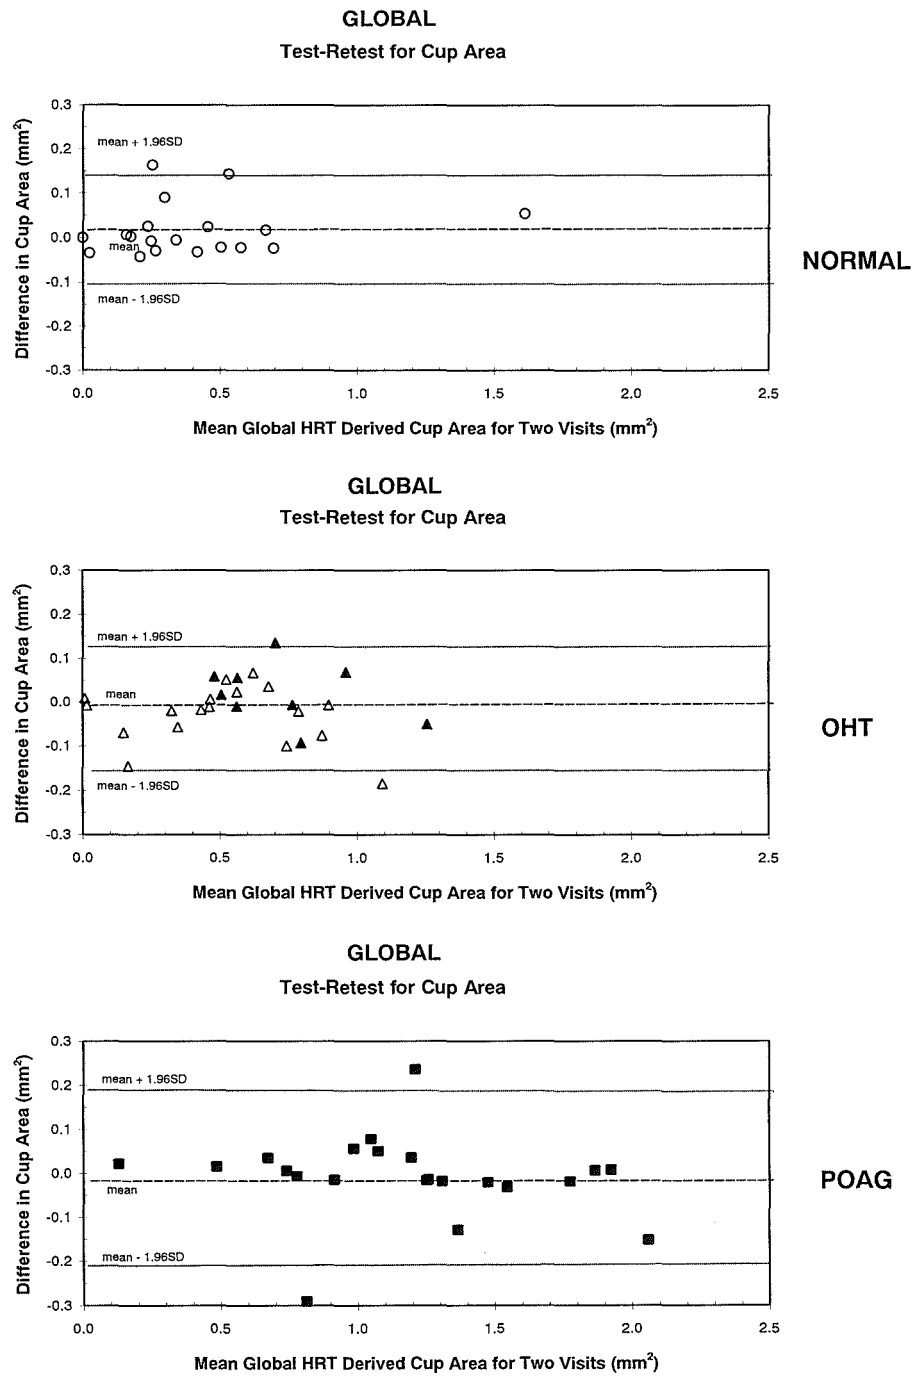 GLOBAL
Test-Retest for Cup Area
Difference in Cup Area (mm²)
0.3
0.2
0.1
0.0
-0.1
-0.2
-0.3
mean + 1.96SD
mean
mean - 1.96SD
0.0 0.5 1.0 1.5 2.0 2.5
Mean Global HRT Derived Cup Area for Two Visits (mm²)
NORMAL
GLOBAL
Test-Retest for Cup Area
Difference in Cup Area (mm²)
0.3
0.2
0.1
0.0
-0.1
-0.2
-0.3
mean + 1.96SD
mean
mean - 1.96SD
0.0 0.5 1.0 1.5 2.0 2.5
Mean Global HRT Derived Cup Area for Two Visits (mm²)
OHT
GLOBAL
Test-Retest for Cup Area
Difference in Cup Area (mm²)
0.3
0.2
0.1
0.0
-0.1
-0.2
-0.3
mean + 1.96SD
mean
mean - 1.96SD
0.0 0.5 1.0 1.5 2.0 2.5
Mean Global HRT Derived Cup Area for Two Visits (mm²)
POAG